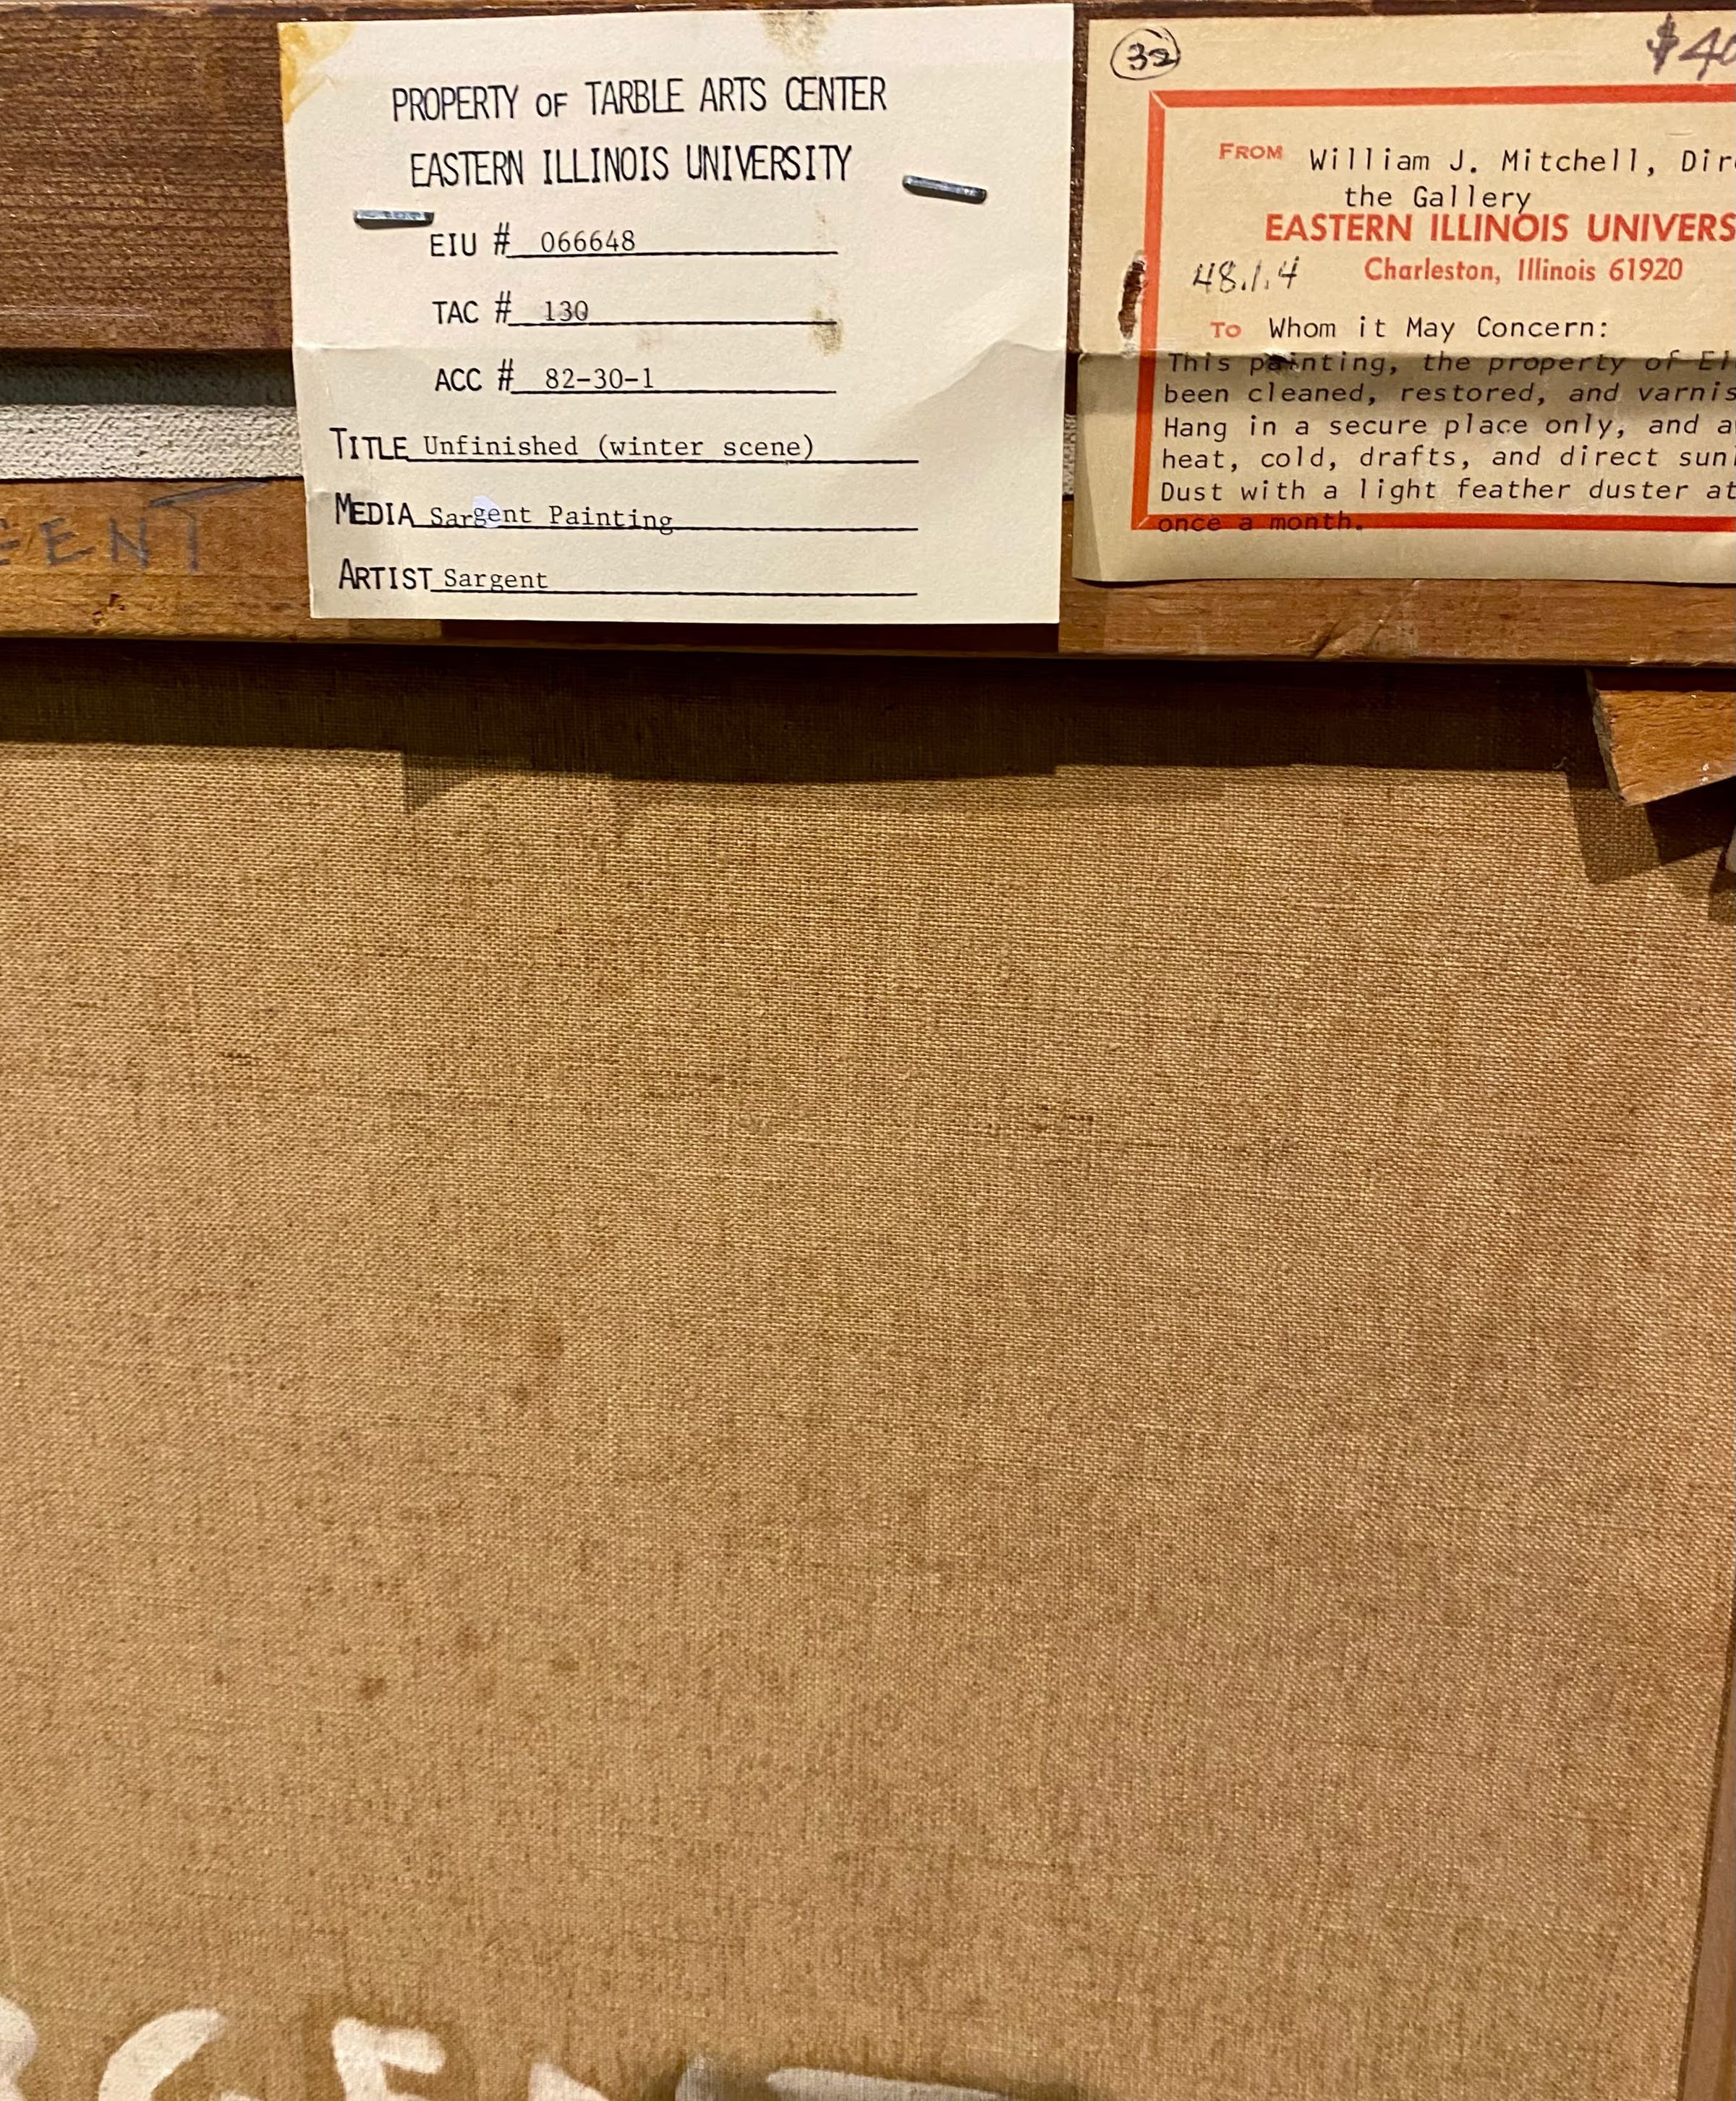 PROPERTY OF TARBLE ARTS CENTER
EASTERN ILLINOIS UNIVERSITY
EIU # 066648
TAC # 130
ACC # 82-30-1
TITLE Unfinished (winter scene)
MEDIA Sargent Painting
ARTIST Sargent
32
$40
FROM William J. Mitchell, Dir
the Gallery
EASTERN ILLINOIS UNIVERS
48.1.4 Charleston, Illinois 61920
TO Whom it May Concern:
This painting, the property of EI
been cleaned, restored, and varnis
Hang in a secure place only, and a
heat, cold, drafts, and direct sun
Dust with a light feather duster at
once a month.
GENT
RGENT